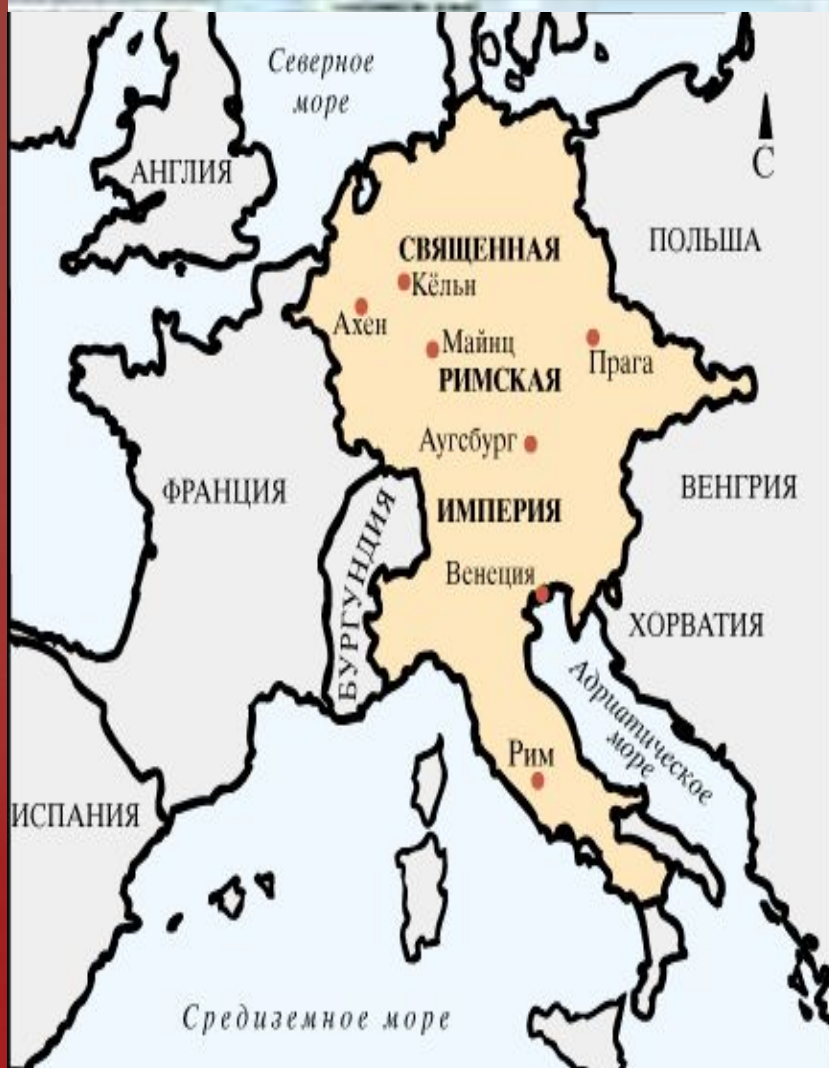 Северное
море
АНГЛИЯ
С
ПОЛЬША
СВЯЩЕННАЯ
Кёльн
Ахен
Майнц
Прага
РИМСКАЯ
Аугсбург
ФРАНЦИЯ
ВЕНГРИЯ
ИМПЕРИЯ
БУРГУНДИЯ
Венеция
ХОРВАТИЯ
Адриатическое
море
Рим
ИСПАНИЯ
Средиземное море